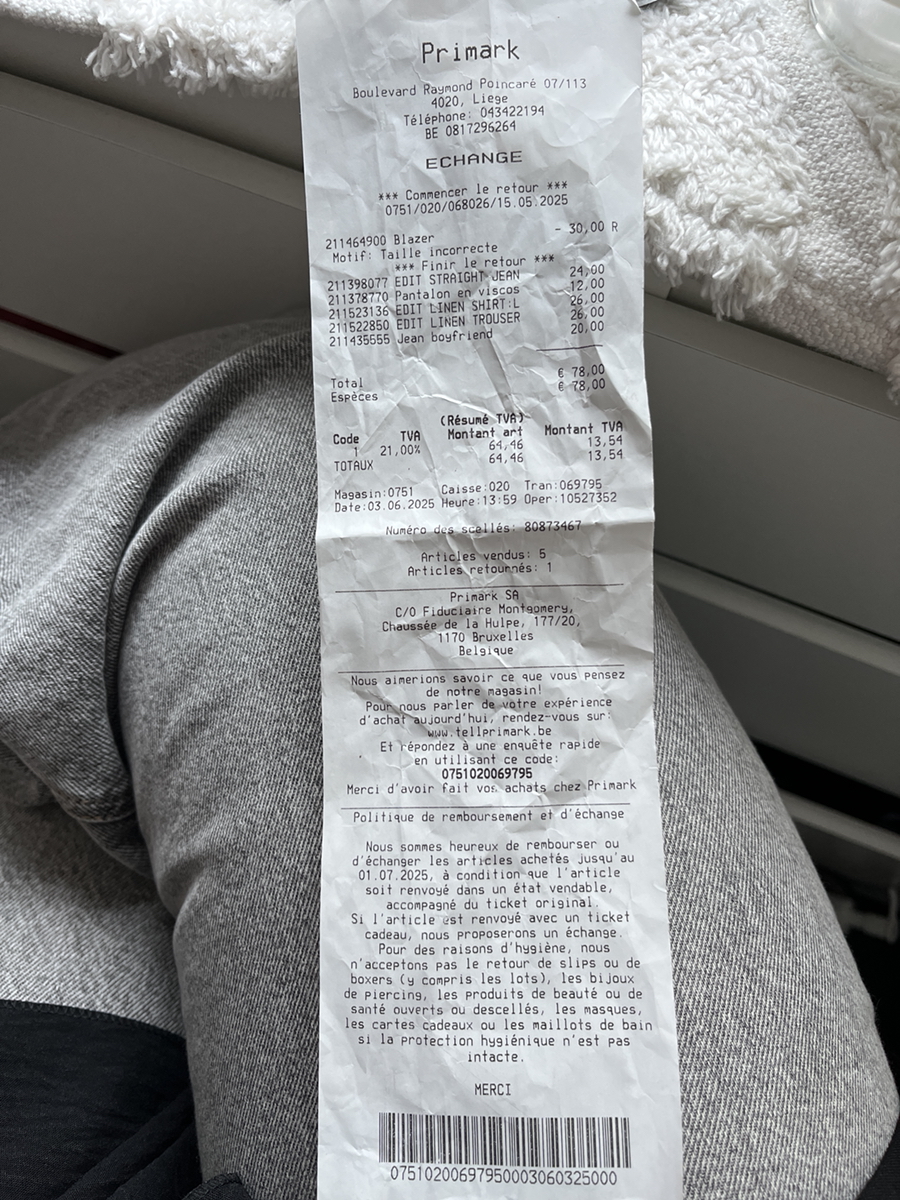 Primark
Boulevard Raymond Poincaré 07/113
4020, Liege
Téléphone: 043422194
BE 0817296264
ECHANGE
*** Commencer le retour ***
0751/020/068026/15.05.2025
211464900 Blazer - 30,00 R
Motif: Taille incorrecte
*** Finir le retour ***
211398077 EDIT STRAIGHT JEAN 24,00
211378770 Pantalon en viscos 12,00
211523136 EDIT LINEN SHIRT:L 26,00
211522850 EDIT LINEN TROUSER 26,00
211435555 Jean boyfriend 20,00
Total € 78,00
Espèces € 78,00
(Résumé TVA)
Code TVA Montant art Montant TVA
1 21,00% 64,46 13,54
TOTAUX 64,46 13,54
Magasin:0751 Caisse:020 Tran:069795
Date:03.06.2025 Heure:13:59 Oper:10527352
Numéro des scellés: 80873467
Articles vendus: 5
Articles retournés: 1
Primark SA
C/O Fiduciaire Montgomery,
Chaussée de la Hulpe, 177/20,
1170 Bruxelles
Belgique
Nous aimerions savoir ce que vous pensez
de notre magasin!
Pour nous parler de votre expérience
d'achat aujourd'hui, rendez-vous sur:
www.tellprimark.be
Et répondez à une enquête rapide
en utilisant ce code:
0751020069795
Merci d'avoir fait vos achats chez Primark
Politique de remboursement et d'échange
Nous sommes heureux de rembourser ou
d'échanger les articles achetés jusqu'au
01.07.2025, à condition que l'article
soit renvoyé dans un état vendable,
accompagné du ticket original.
Si l'article est renvoyé avec un ticket
cadeau, nous proposerons un échange.
Pour des raisons d'hygiène, nous
n'acceptons pas le retour de slips ou de
boxers (y compris les lots), les bijoux
de piercing, les produits de beauté ou de
santé ouverts ou descellés, les masques,
les cartes cadeaux ou les maillots de bain
si la protection hygiénique n'est pas
intacte.
MERCI
07510200697950003060325000